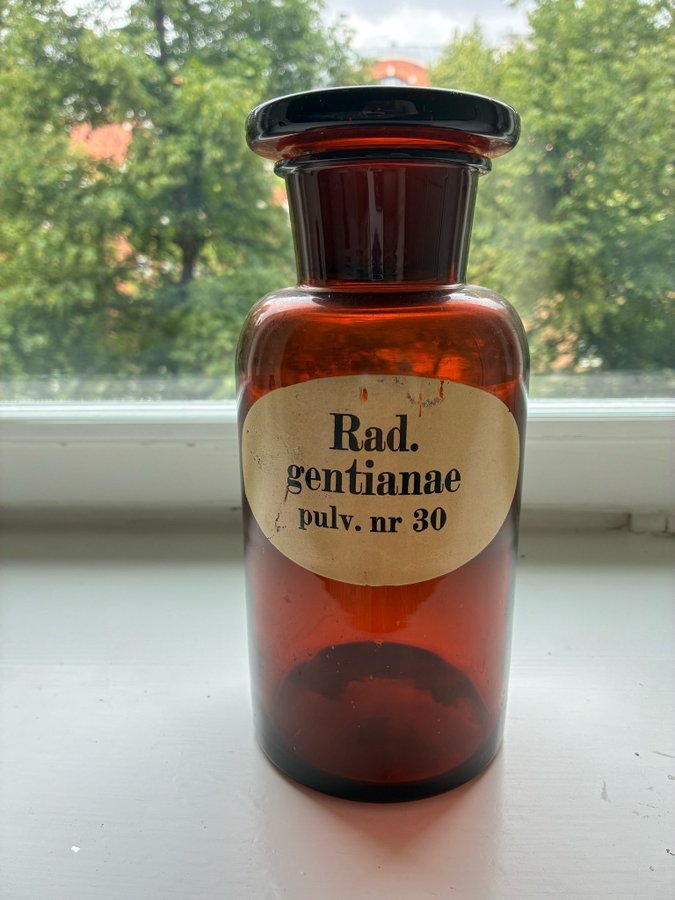 Rad.
gentianae
pulv. nr 30